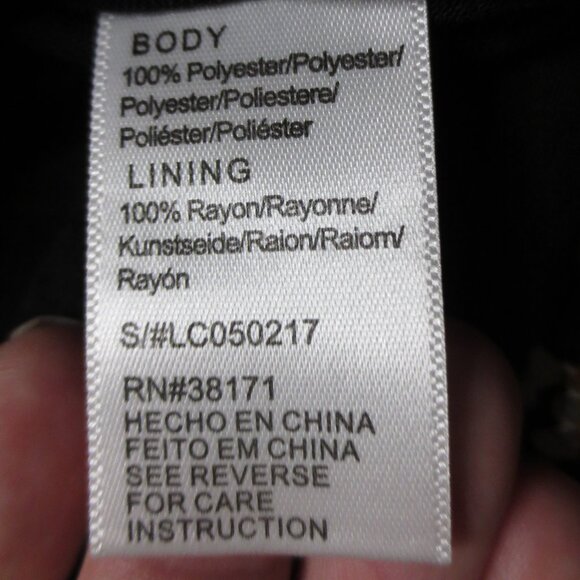 BODY
100% Polyester/Polyester/
Polyester/Poliestere/
Poliéster/Poliéster
LINING
100% Rayon/Rayonne/
Kunstseide/Raion/Raiom/
Rayón
S/#LC050217
RN#38171
HECHO EN CHINA
FEITO EM CHINA
SEE REVERSE
FOR CARE
INSTRUCTION